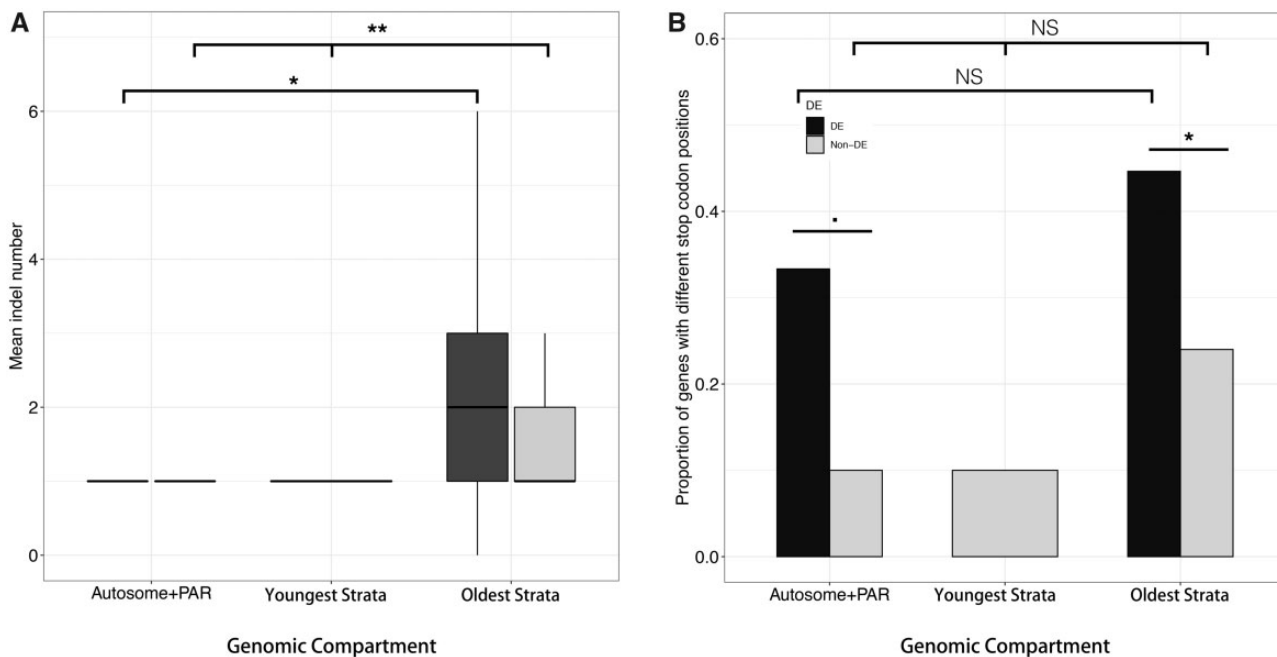 A
**
*
Mean indel number
6
4
2
0
Autosome+PAR
Youngest Strata
Oldest Strata
Genomic Compartment
B
NS
NS
DE
DE
Non-DE
*
.
Proportion of genes with different stop codon positions
0.6
0.4
0.2
0.0
Autosome+PAR
Youngest Strata
Oldest Strata
Genomic Compartment